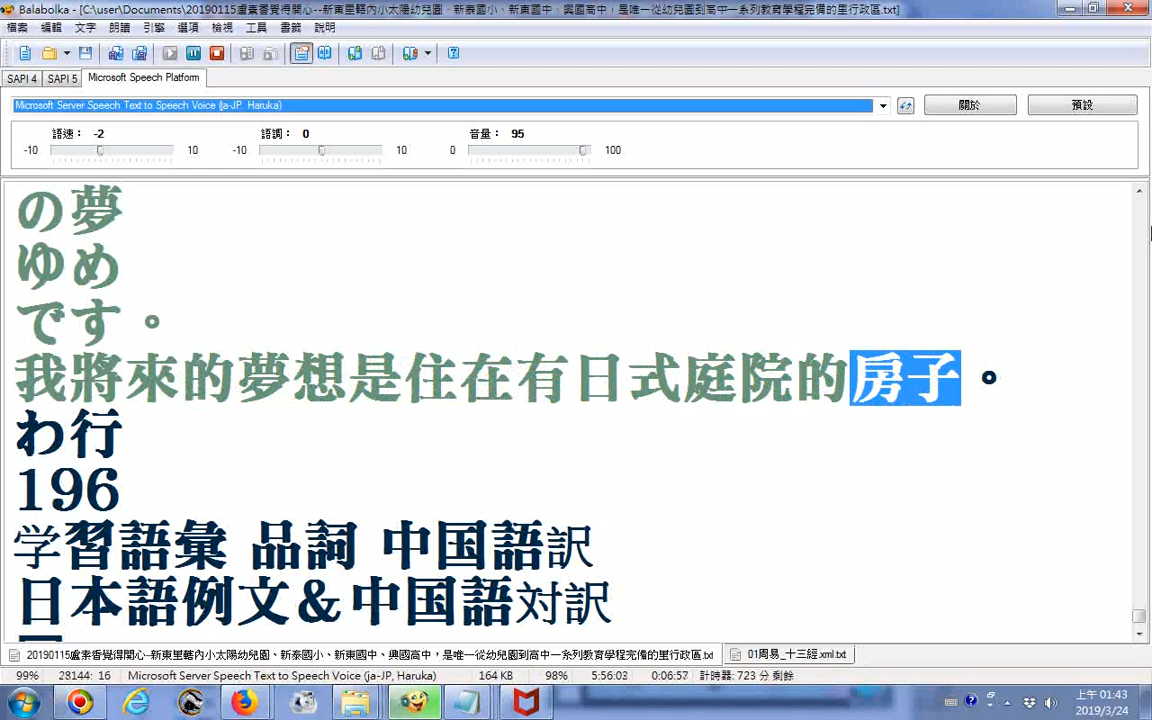 Balabolka - [C:\user\Documents\20190115盧素香覺得開心--新東里轄內小太陽幼兒園、新泰國小、新東國中、興國高中，是唯一從幼兒園到高中一系列教育學程完備的里行政區.txt]
檔案 編輯 文字 朗讀 引擎 選項 檢視 工具 書籤 說明
SAPI 4 SAPI 5 Microsoft Speech Platform
Microsoft Server Speech Text to Speech Voice (ja-JP, Haruka) 關於 預設
語速： -2 語調： 0 音量： 95
-10 10 -10 10 0 100
の夢
ゆめ
です。
我將來的夢想是住在有日式庭院的房子。
わ行
196
学習語彙 品詞 中国語訳
日本語例文＆中国語対訳
20190115盧素香覺得開心--新東里轄內小太陽幼兒園、新泰國小、新東國中、興國高中，是唯一從幼兒園到高中一系列教育學程完備的里行政區.txt 01周易_十三經.xml.txt
99% 28144: 16 Microsoft Server Speech Text to Speech Voice (ja-JP, Haruka) 164 KB 98% 5:56:03 0:06:57 計時器: 723 分 剩餘
上午 01:43
2019/3/24